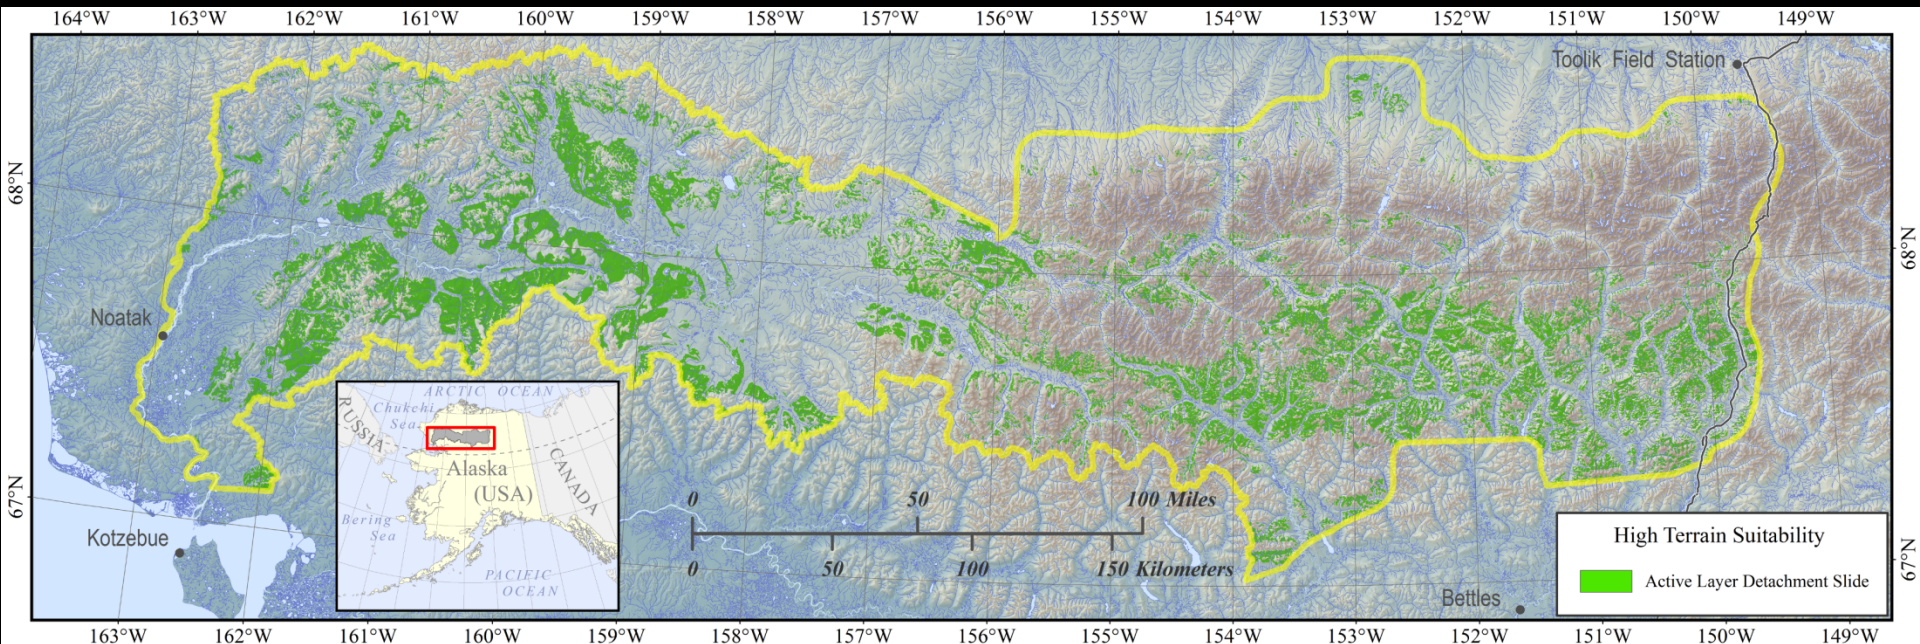 164°W 163°W 162°W 161°W 160°W 159°W 158°W 157°W 156°W 155°W 154°W 153°W 152°W 151°W 150°W 149°W
Toolik Field Station
68°N
68°N
Noatak
ARCTIC OCEAN
Chukchi
Sea
RUSSIA
Alaska
(USA)
CANADA
Bering
Sea
PACIFIC
OCEAN
67°N
67°N
Kotzebue
0 50 100 Miles
0 50 100 150 Kilometers
Bettles
High Terrain Suitability
Active Layer Detachment Slide
163°W 162°W 161°W 160°W 159°W 158°W 157°W 156°W 155°W 154°W 153°W 152°W 151°W 150°W